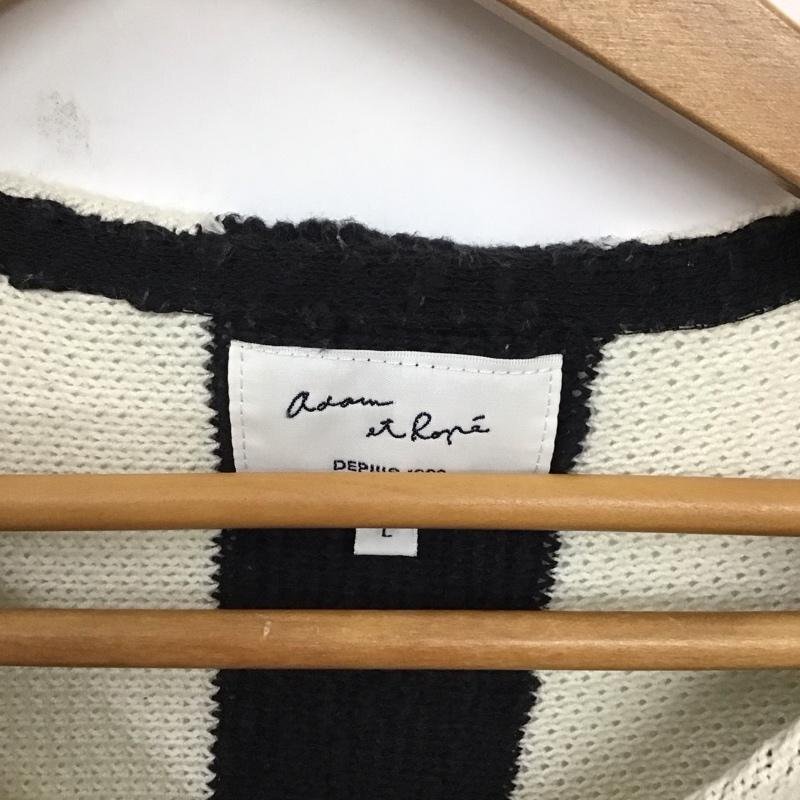 Adam
et Ropé
DEPUIS
L